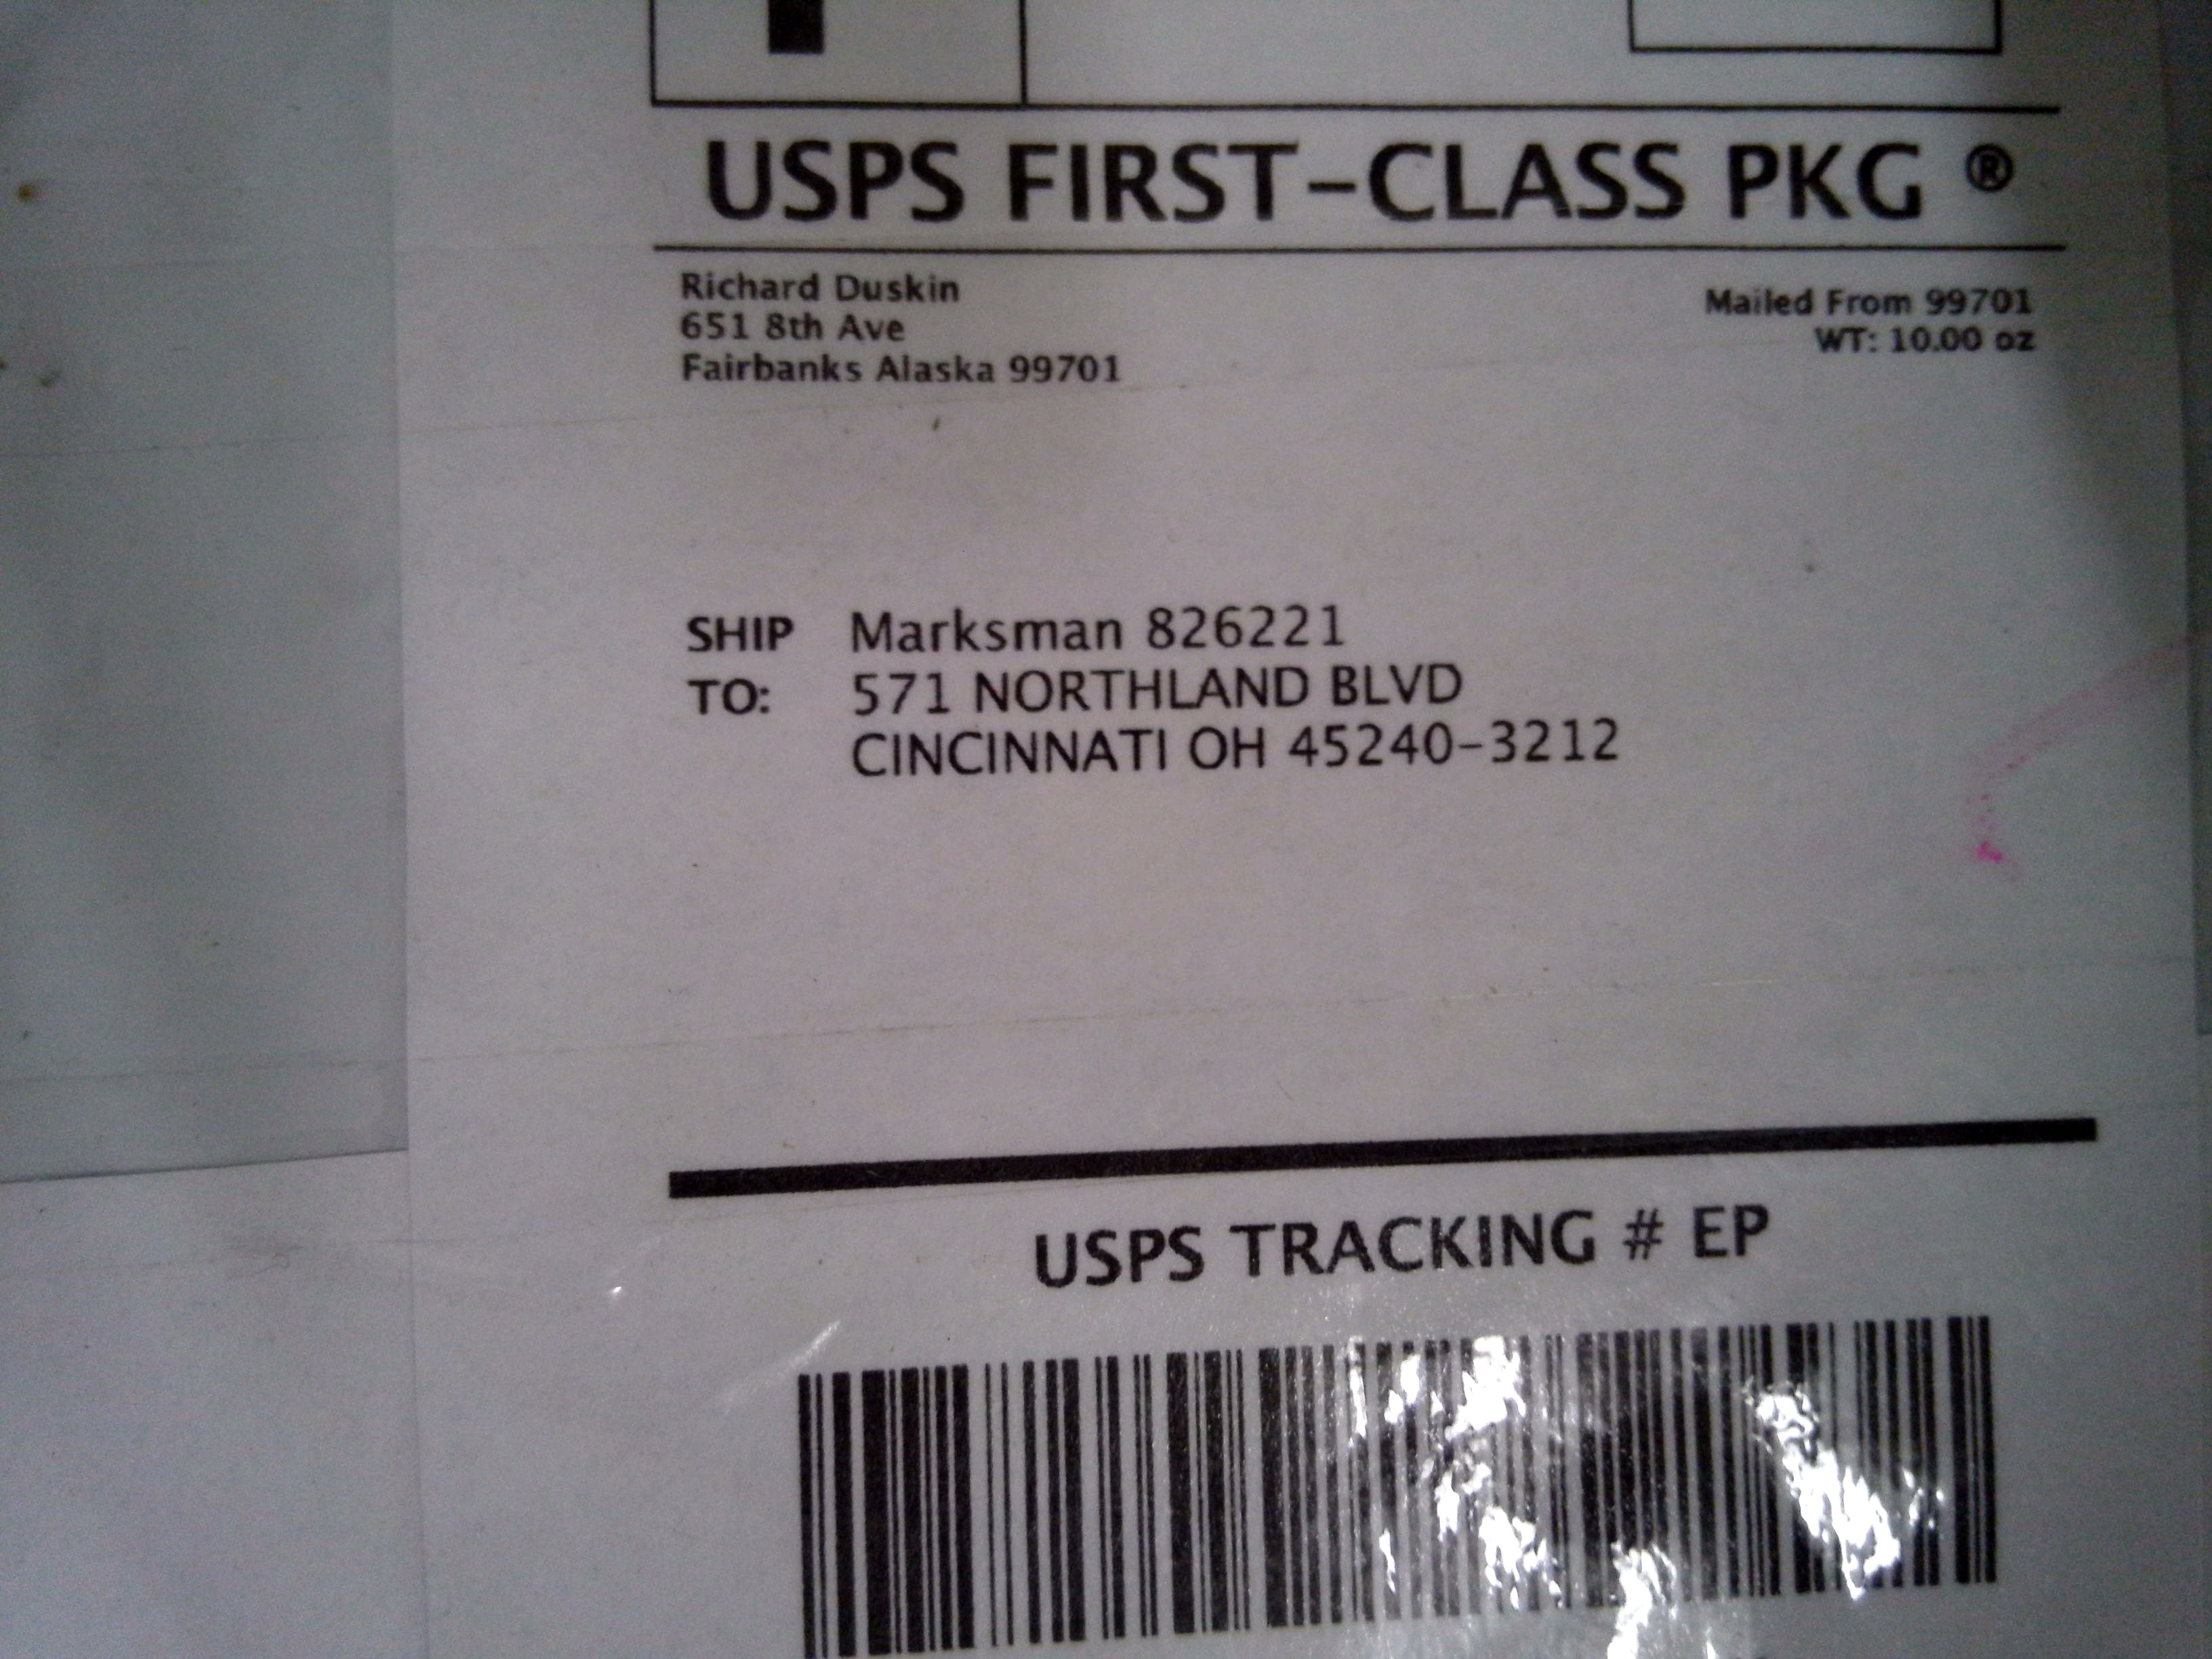 USPS FIRST-CLASS PKG ®
Richard Duskin
651 8th Ave
Fairbanks Alaska 99701
Mailed From 99701
WT: 10.00 oz
SHIP TO: Marksman 826221
571 NORTHLAND BLVD
CINCINNATI OH 45240-3212
USPS TRACKING # EP